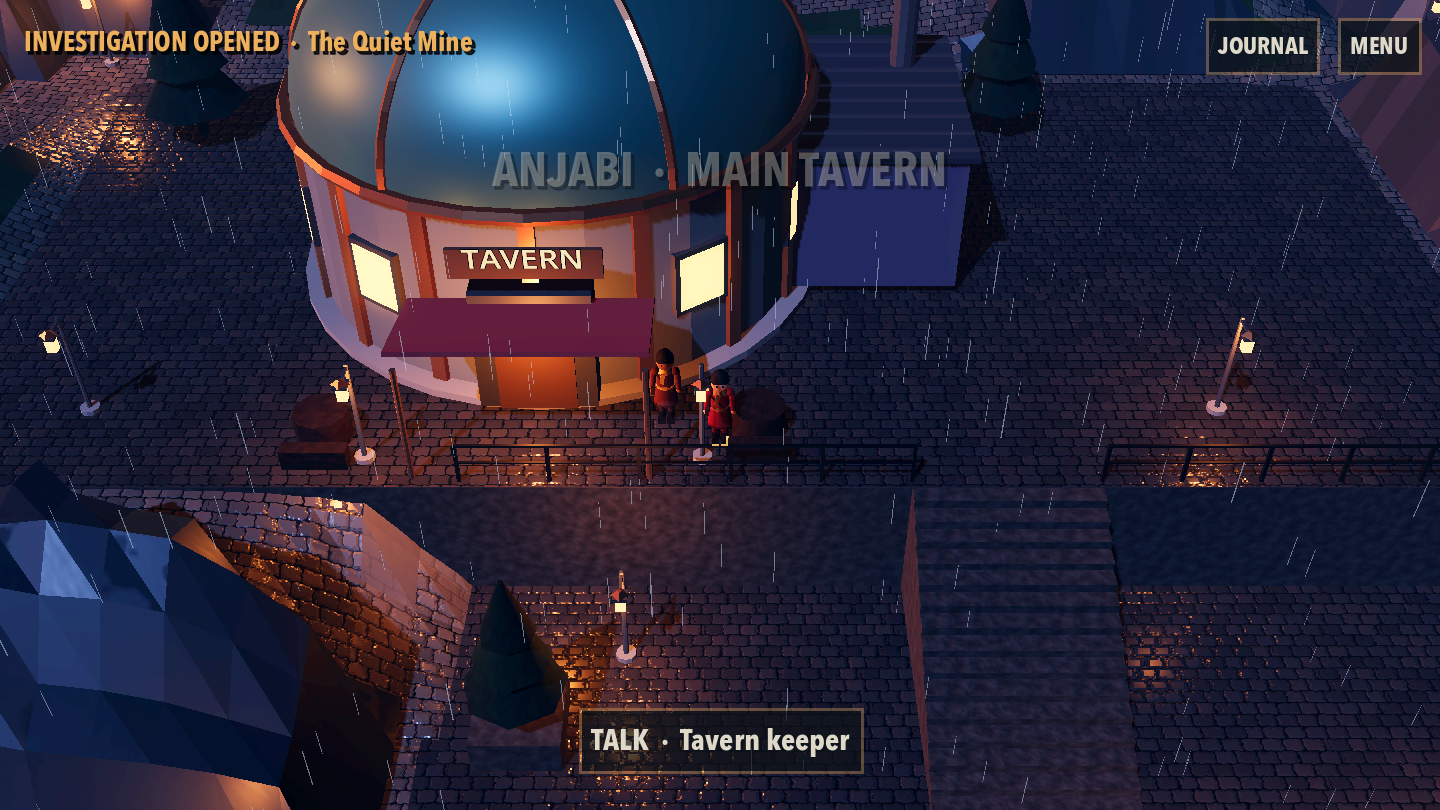 INVESTIGATION OPENED · The Quiet Mine
JOURNAL
MENU
ANJABI · MAIN TAVERN
TAVERN
TALK · Tavern keeper